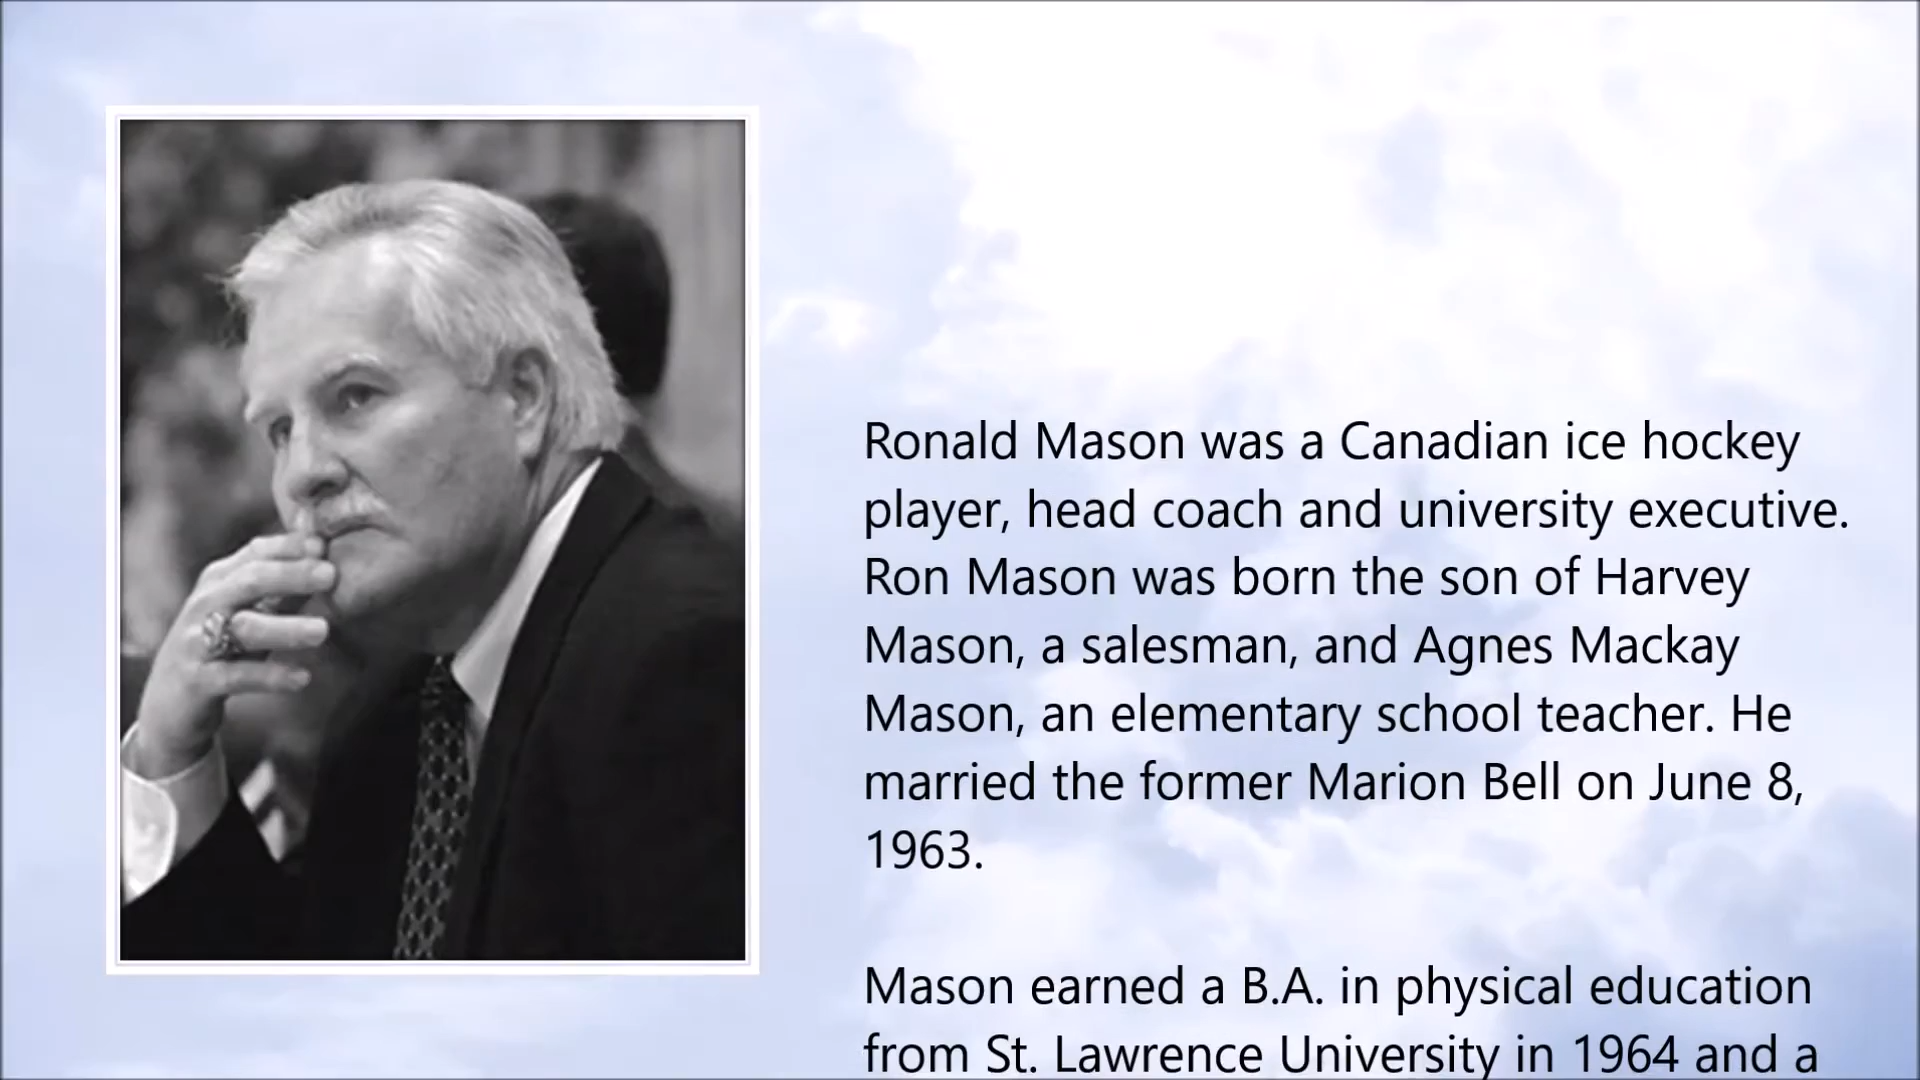 Ronald Mason was a Canadian ice hockey
player, head coach and university executive.
Ron Mason was born the son of Harvey
Mason, a salesman, and Agnes Mackay
Mason, an elementary school teacher. He
married the former Marion Bell on June 8,
1963.
Mason earned a B.A. in physical education
from St. Lawrence University in 1964 and a